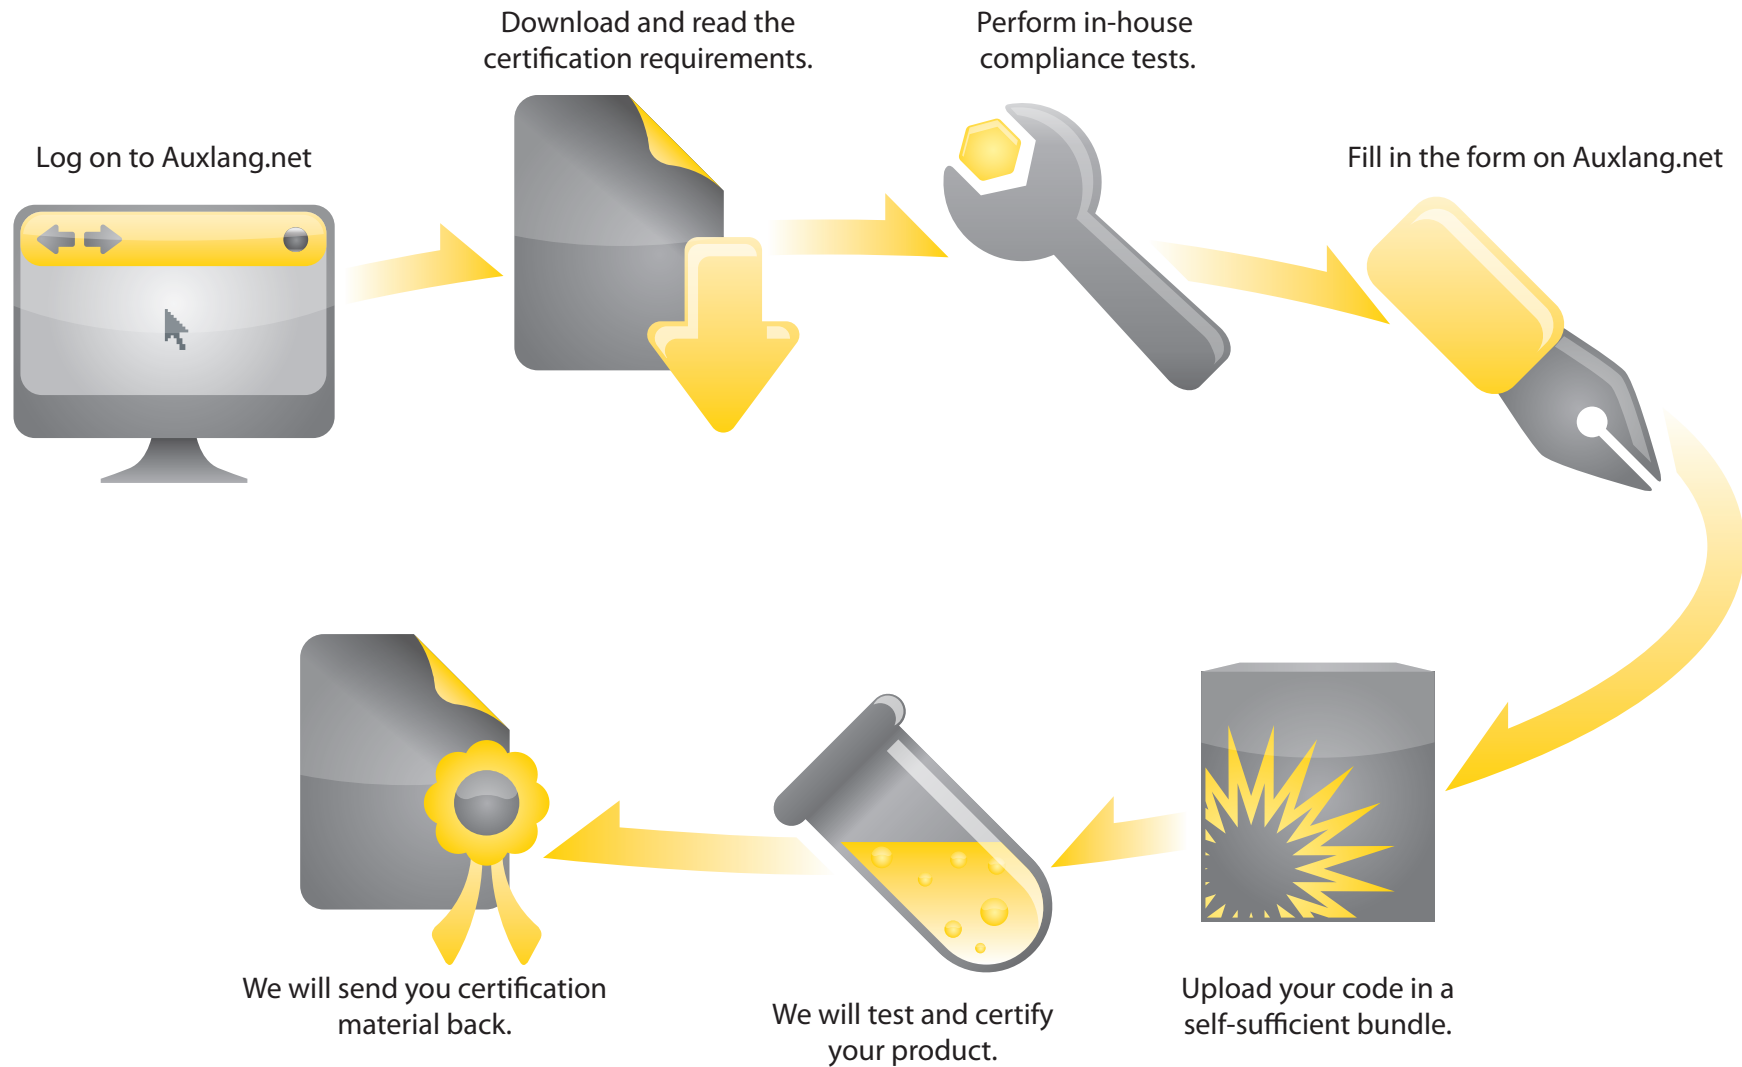 Log on to Auxlang.net
Download and read the
certification requirements.
Perform in-house
compliance tests.
Fill in the form on Auxlang.net
Upload your code in a
self-sufficient bundle.
We will test and certify
your product.
We will send you certification
material back.